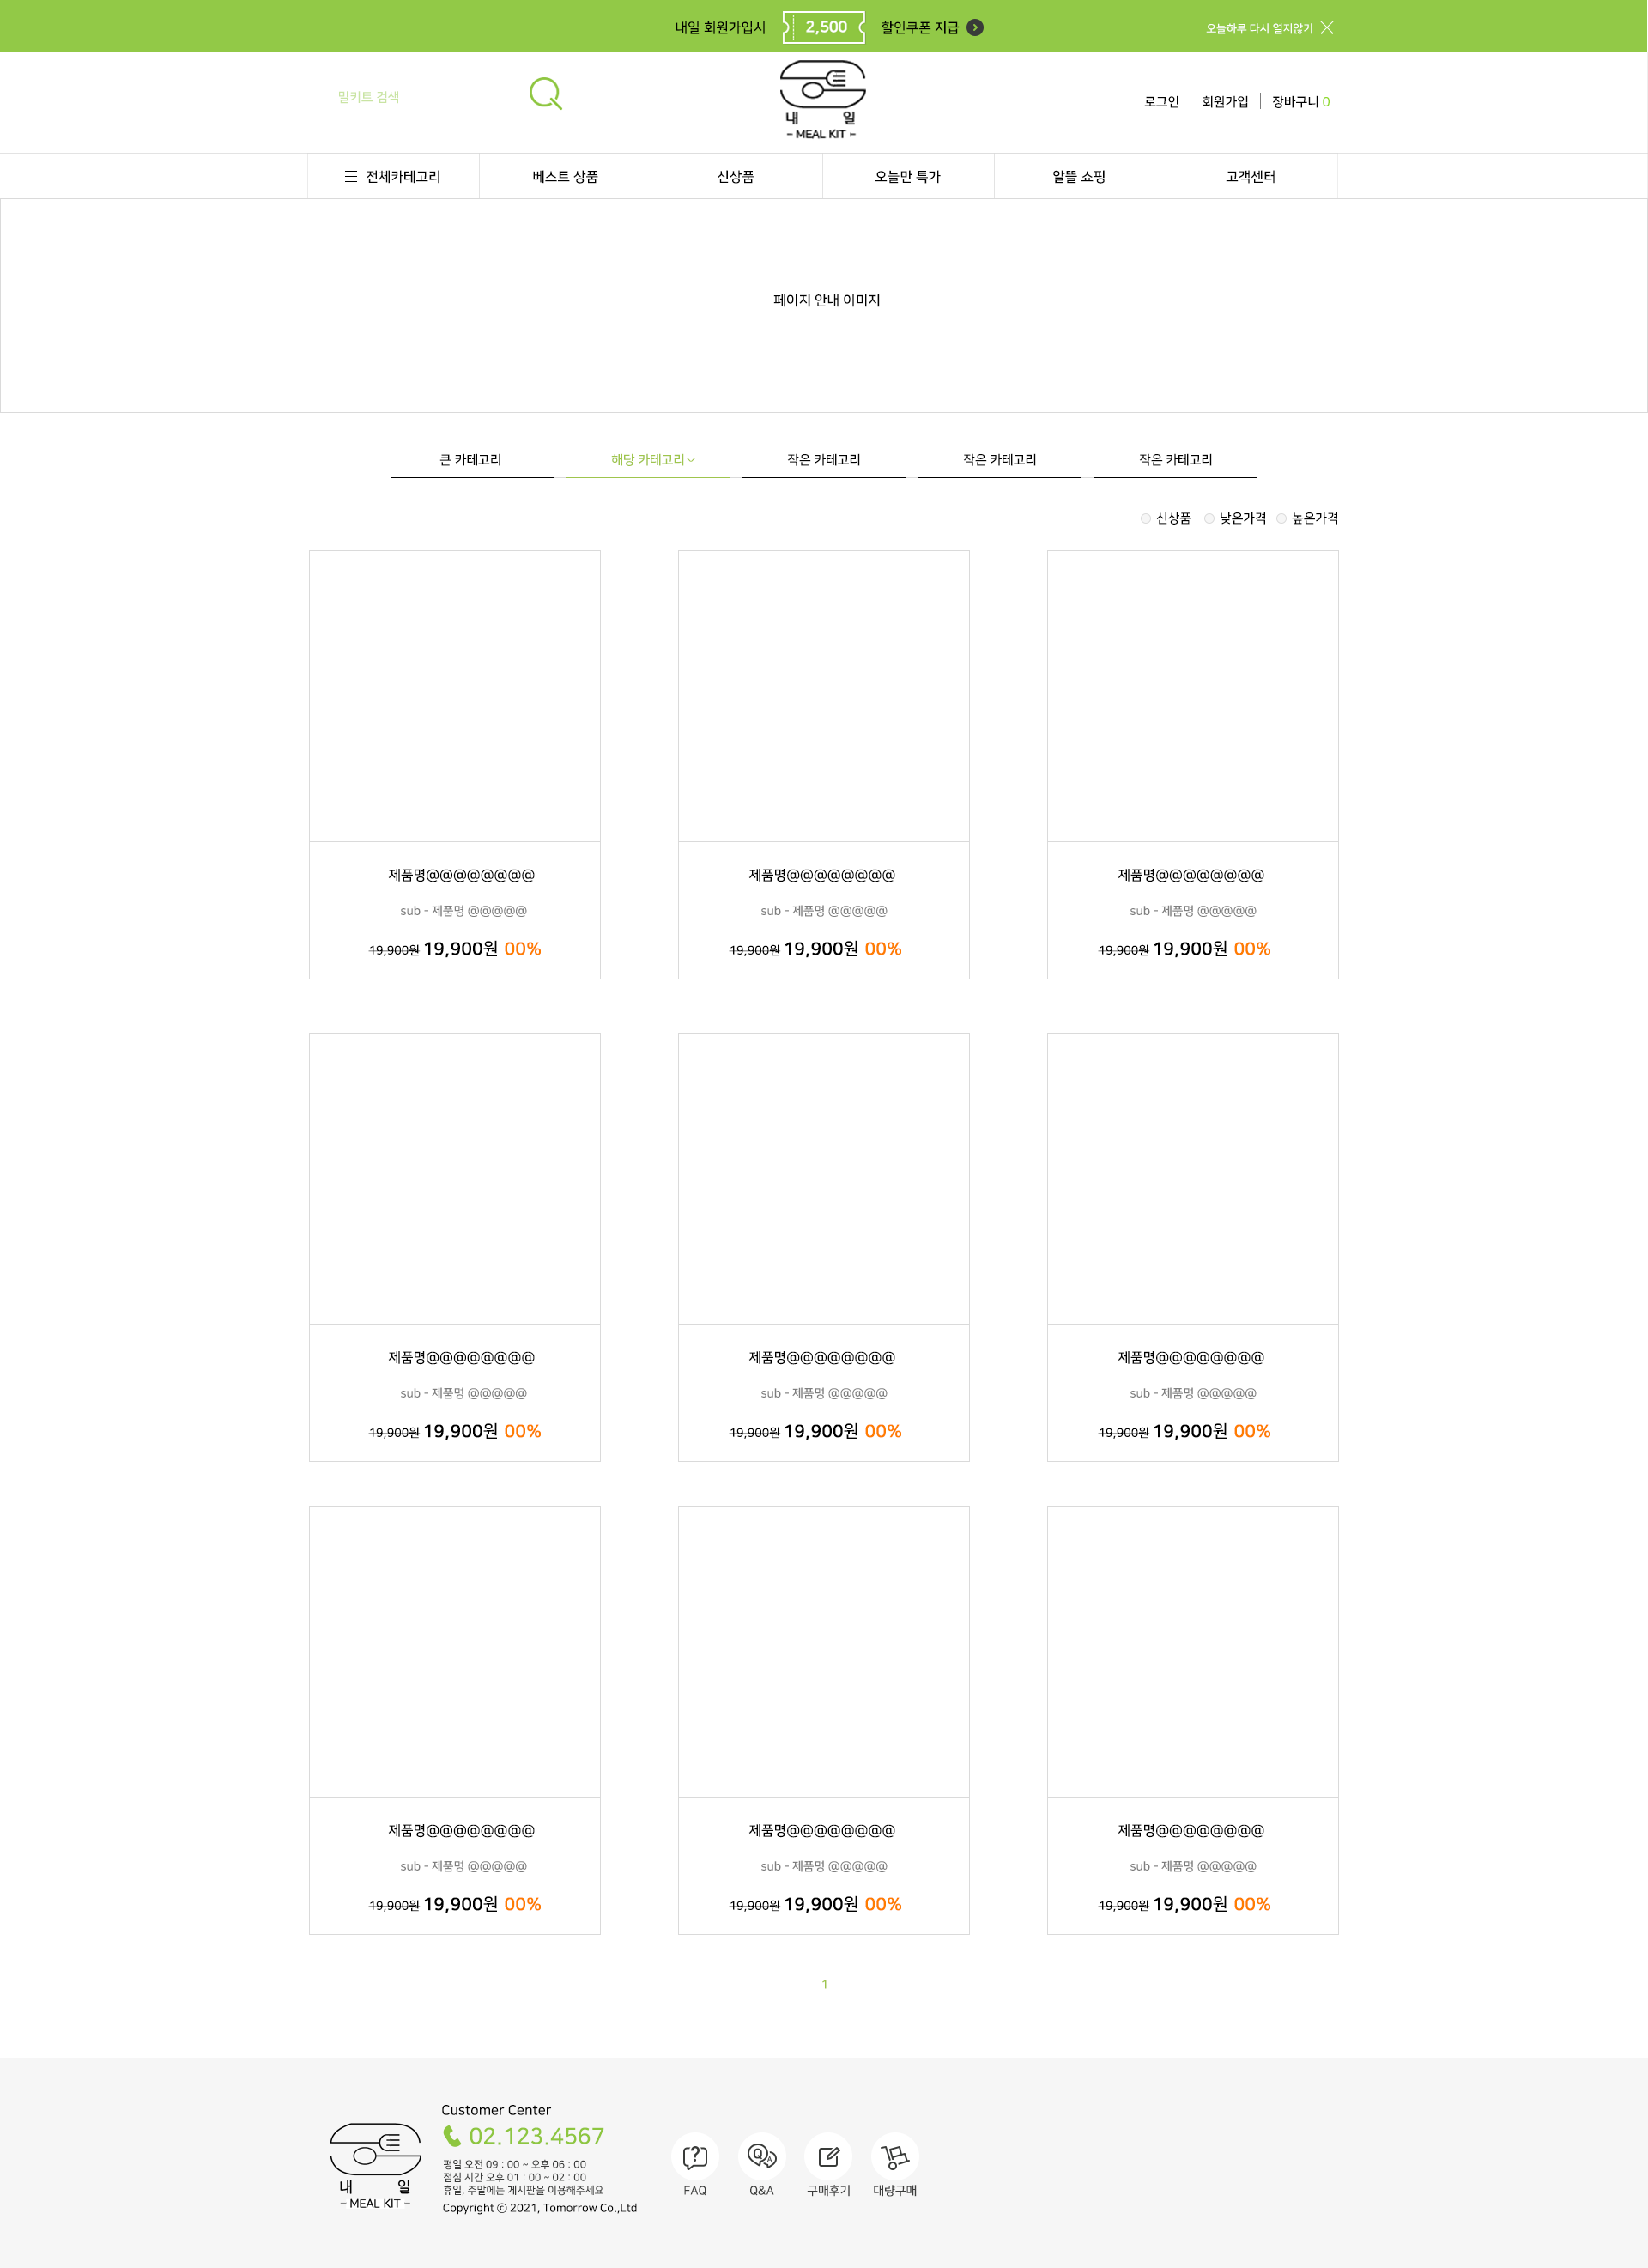 내일 회원가입시 2,500 할인쿠폰 지급 오늘하루 다시 열지않기
밀키트 검색
내 일
- MEAL KIT -
로그인 회원가입 장바구니 0
전체카테고리 베스트 상품 신상품 오늘만 특가 알뜰 쇼핑 고객센터
페이지 안내 이미지
큰 카테고리 해당 카테고리 작은 카테고리 작은 카테고리 작은 카테고리
신상품 낮은가격 높은가격
제품명@@@@@@@@ 제품명@@@@@@@@ 제품명@@@@@@@@
sub - 제품명 @@@@@ sub - 제품명 @@@@@ sub - 제품명 @@@@@
19,900원 19,900원 00% 19,900원 19,900원 00% 19,900원 19,900원 00%
제품명@@@@@@@@ 제품명@@@@@@@@ 제품명@@@@@@@@
sub - 제품명 @@@@@ sub - 제품명 @@@@@ sub - 제품명 @@@@@
19,900원 19,900원 00% 19,900원 19,900원 00% 19,900원 19,900원 00%
제품명@@@@@@@@ 제품명@@@@@@@@ 제품명@@@@@@@@
sub - 제품명 @@@@@ sub - 제품명 @@@@@ sub - 제품명 @@@@@
19,900원 19,900원 00% 19,900원 19,900원 00% 19,900원 19,900원 00%
1
내 일
- MEAL KIT -
Customer Center
02.123.4567
평일 오전 09 : 00 ~ 오후 06 : 00
점심 시간 오후 01 : 00 ~ 02 : 00
휴일, 주말에는 게시판을 이용해주세요
Copyright ⓒ 2021, Tomorrow Co.,Ltd
FAQ Q&A 구매후기 대량구매